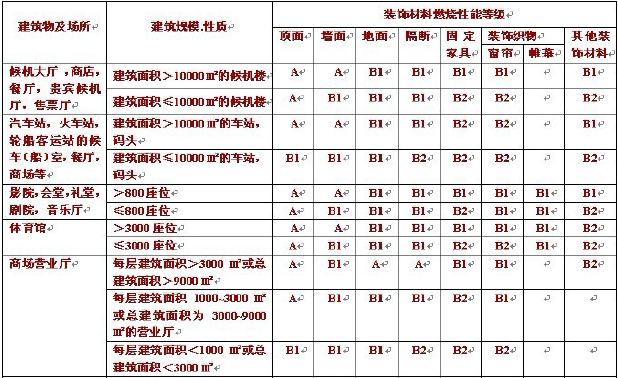 建筑物及场所 建筑规模.性质 装饰材料燃烧性能等级
顶面 墙面 地面 隔断 固定家具 装饰织物 其他装饰材料
窗帘 帷幕
候机大厅,商店,餐厅,贵宾候机厅,售票厅 建筑面积>10000㎡的候机楼 A A B1 B1 B1 B1 B1
建筑面积≤10000㎡的候机楼 A B1 B1 B1 B2 B2 B2
汽车站,火车站,轮船客运站的候车(船)室,餐厅,商场等 建筑面积>10000㎡的车站,码头 A A B1 B1 B2 B2 B1
建筑面积≤10000㎡的车站,码头 B1 B1 B1 B2 B2 B2 B2
影院,会堂,礼堂,剧院,音乐厅 >800座位 A A B1 B1 B1 B1 B1 B1
≤800座位 A B1 B1 B1 B2 B1 B1 B2
体育馆 >3000座位 A A B1 B1 B1 B1 B1 B2
≤3000座位 A B1 B1 B1 B2 B2 B1 B2
商场营业厅 每层建筑面积>3000 ㎡或总建筑面积>9000㎡ A B1 A A B1 B1 B2
每层建筑面积 1000-3000 ㎡或总建筑面积为 3000-9000㎡的营业厅 A B1 B1 B1 B2 B1
每层建筑面积<1000 ㎡或总建筑面积<3000㎡ B1 B1 B1 B2 B2 B2